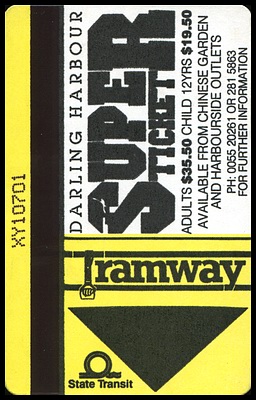 XY10701
DARLING HARBOUR
SUPER
TICKET
ADULTS $35.50 CHILD 12YRS $19.50
AVAILABLE FROM CHINESE GARDEN
AND HARBOURSIDE OUTLETS
PH: 0055 20261 OR 281 5863
FOR FURTHER INFORMATION
Tramway
State Transit